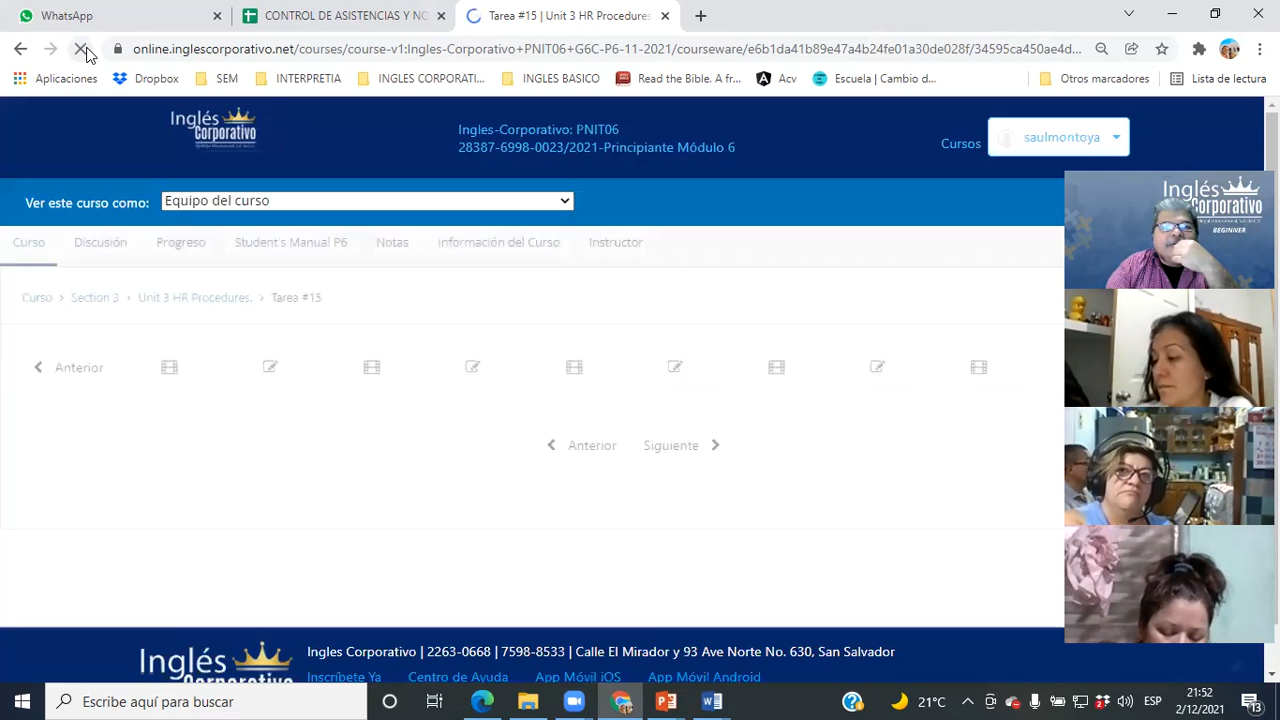 WhatsApp
CONTROL DE ASISTENCIAS Y NO
Tarea #15 | Unit 3 HR Procedures.
online.inglescorporativo.net/courses/course-v1:Ingles-Corporativo+PNIT06+G6C-P6-11-2021/courseware/e6b1da41b89e47a4b24fe01a30de028f/34595ca450ae4d...
Aplicaciones
Dropbox
SEM
INTERPRETIA
INGLES CORPORATI...
INGLES BASICO
Read the Bible. A fr...
Acv
Escuela | Cambio d...
Otros marcadores
Lista de lectura
Inglés
Corporativo
Ingles-Corporativo: PNIT06
28387-6998-0023/2021-Principiante Módulo 6
Cursos
saulmontoya
Ver este curso como:
Equipo del curso
Inglés
Corporativo
BEGINNER
Curso
Discusión
Progreso
Student's Manual P6
Notas
Información del Curso
Instructor
Curso > Section 3 > Unit 3 HR Procedures. > Tarea #15
Anterior
Anterior
Siguiente
Inglés
Corporativo
Ingles Corporativo | 2263-0668 | 7598-8533 | Calle El Mirador y 93 Ave Norte No. 630, San Salvador
Inscríbete Ya
Centro de Ayuda
App Móvil iOS
App Móvil Android
Escribe aquí para buscar
21°C
ESP
21:52
2/12/2021
13